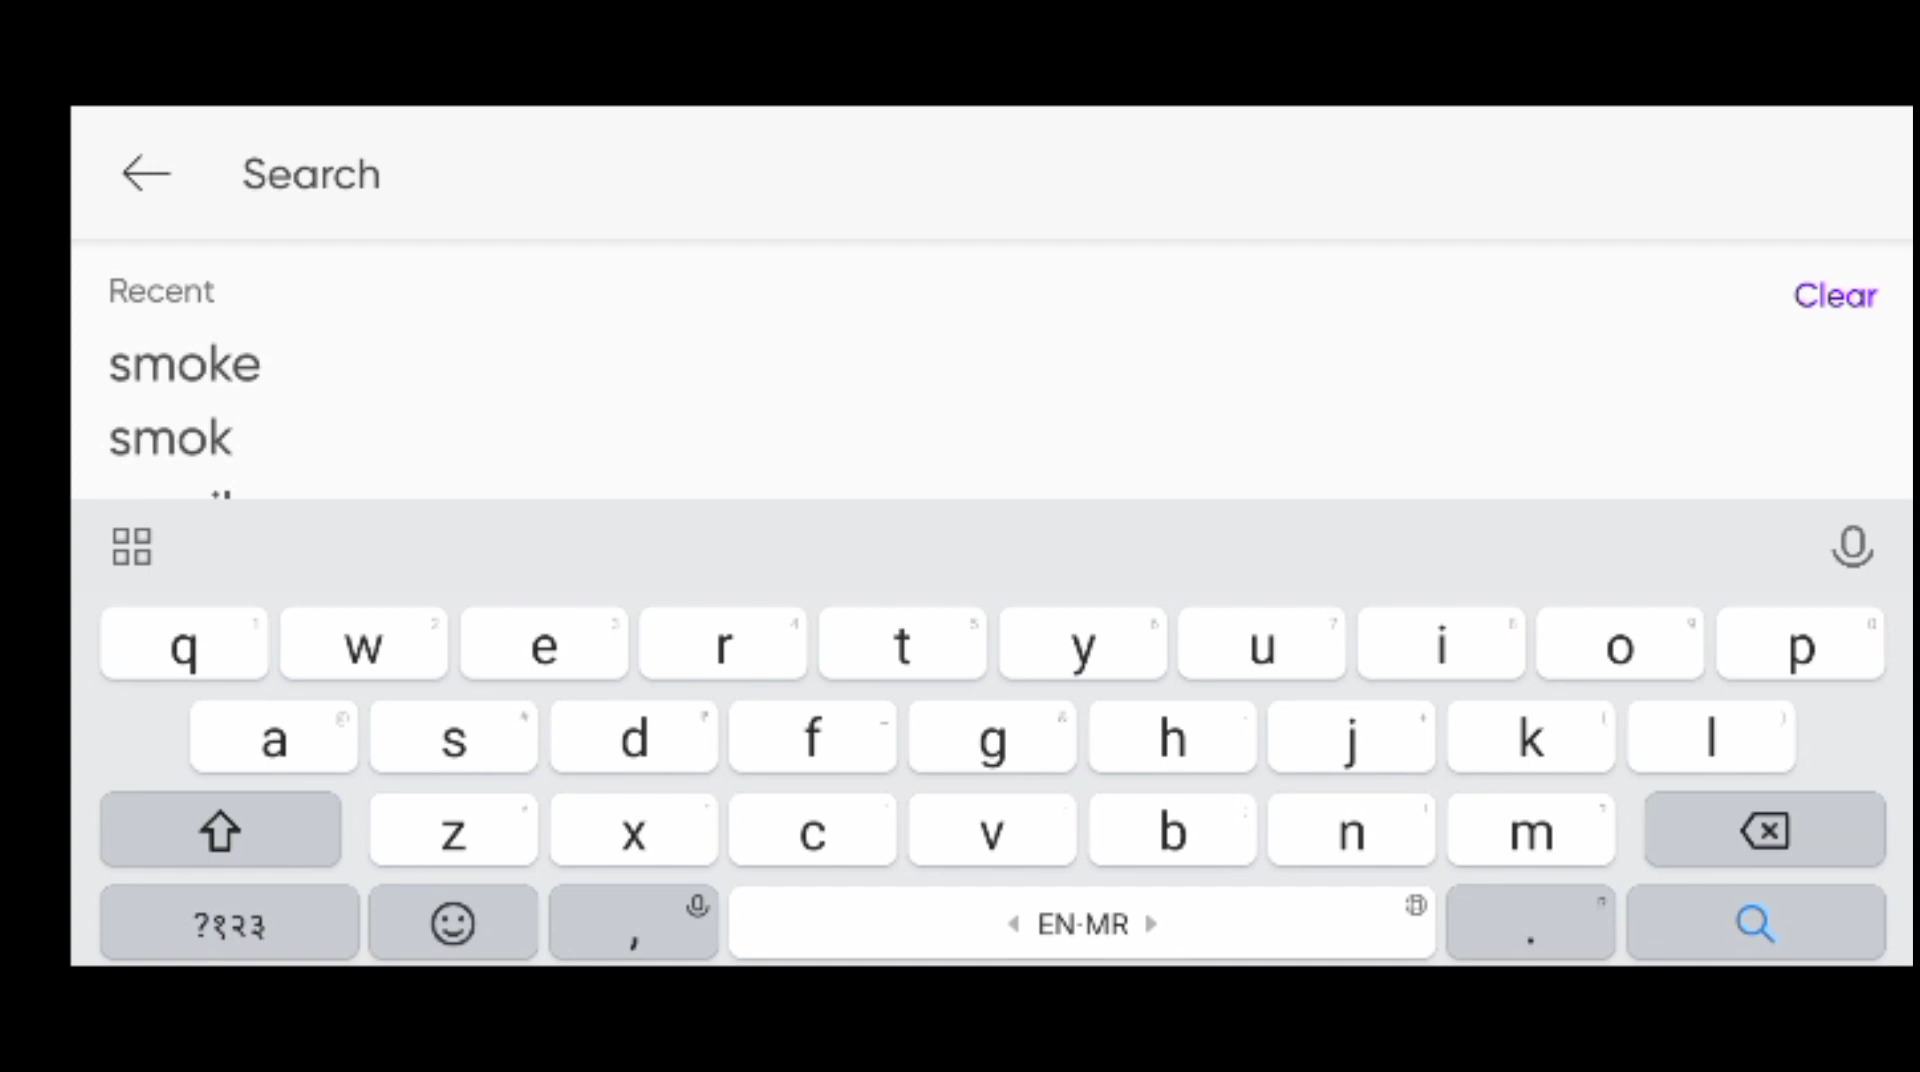 Search
Recent
Clear
smoke
smok
q w e r t y u i o p
a s d f g h j k l
z x c v b n m
?१२३ , EN-MR .